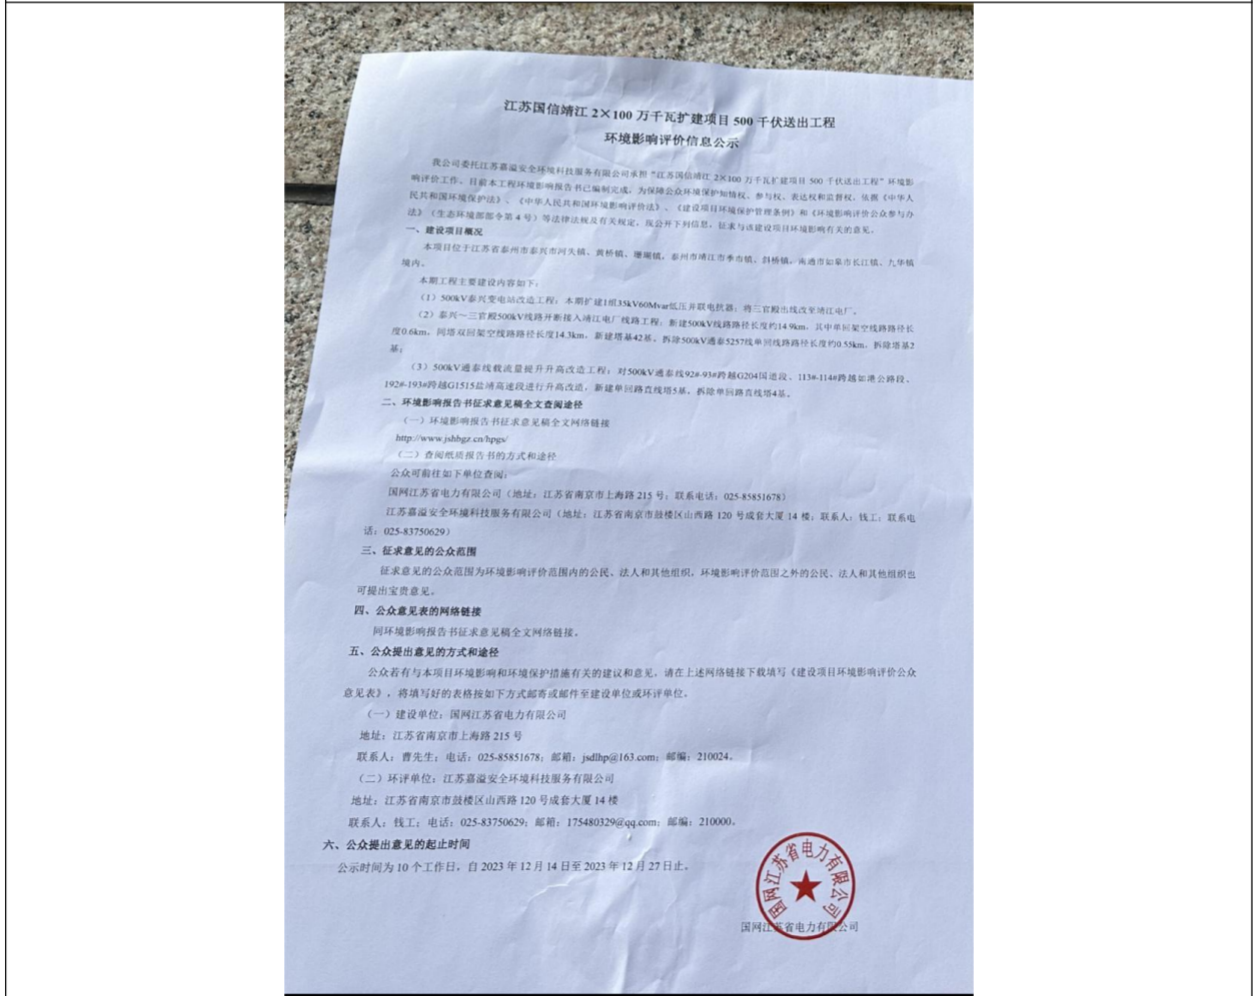 江苏国信靖江 2×100 万千瓦扩建项目 500 千伏送出工程
环境影响评价信息公示
我公司委托江苏嘉溢安全环境科技服务有限公司承担“江苏国信靖江 2×100 万千瓦扩建项目 500 千伏送出工程”环境影
响评价工作。目前本工程环境影响报告书已编制完成，为保障公众环境保护知情权、参与权、表达权和监督权，依据《中华人
民共和国环境保护法》、《中华人民共和国环境影响评价法》、《建设项目环境保护管理条例》和《环境影响评价公众参与办
法》（生态环境部部令第 4 号）等法律法规及有关规定，现公开下列信息，征求与该建设项目环境影响有关的意见。
一、建设项目概况
本项目位于江苏省泰州市泰兴市河失镇、黄桥镇、珊瑚镇，泰州市靖江市季市镇、斜桥镇，南通市如皋市长江镇、九华镇
境内。
本期工程主要建设内容如下：
（1）500kV泰兴变电站改造工程：本期扩建1组35kV60Mvar低压并联电抗器；将三官殿出线改至靖江电厂。
（2）泰兴～三官殿500kV线路开断接入靖江电厂线路工程：新建500kV线路路径长度约14.9km，其中单回架空线路路径长
度0.6km，同塔双回架空线路路径长度14.3km，新建塔基42基。拆除500kV通泰5257线单回线路路径长度约0.55km，拆除塔基2
基；
（3）500kV通泰线载流量提升升高改造工程：对500kV通泰线92#-93#跨越G204国道段、113#-114#跨越如港公路段、
192#-193#跨越G1515盐靖高速段进行升高改造，新建单回路直线塔5基，拆除单回路直线塔4基。
二、环境影响报告书征求意见稿全文查阅途径
（一）环境影响报告书征求意见稿全文网络链接
http://www.jshbgz.cn/hpgs/
（二）查阅纸质报告书的方式和途径
公众可前往如下单位查阅：
国网江苏省电力有限公司（地址：江苏省南京市上海路 215 号；联系电话：025-85851678）
江苏嘉溢安全环境科技服务有限公司（地址：江苏省南京市鼓楼区山西路 120 号成套大厦 14 楼；联系人：钱工；联系电
话：025-83750629）
三、征求意见的公众范围
征求意见的公众范围为环境影响评价范围内的公民、法人和其他组织，环境影响评价范围之外的公民、法人和其他组织也
可提出宝贵意见。
四、公众意见表的网络链接
同环境影响报告书征求意见稿全文网络链接。
五、公众提出意见的方式和途径
公众若有与本项目环境影响和环境保护措施有关的建议和意见，请在上述网络链接下载填写《建设项目环境影响评价公众
意见表》，将填写好的表格按如下方式邮寄或邮件至建设单位或环评单位。
（一）建设单位：国网江苏省电力有限公司
地址：江苏省南京市上海路 215 号
联系人：曹先生；电话：025-85851678；邮箱：jsdlhp@163.com；邮编：210024。
（二）环评单位：江苏嘉溢安全环境科技服务有限公司
地址：江苏省南京市鼓楼区山西路 120 号成套大厦 14 楼
联系人：钱工；电话：025-83750629；邮箱：175480329@qq.com；邮编：210000。
六、公众提出意见的起止时间
公示时间为 10 个工作日，自 2023 年 12 月 14 日至 2023 年 12 月 27 日止。
国网江苏省电力有限公司
国网江苏省电力有限公司